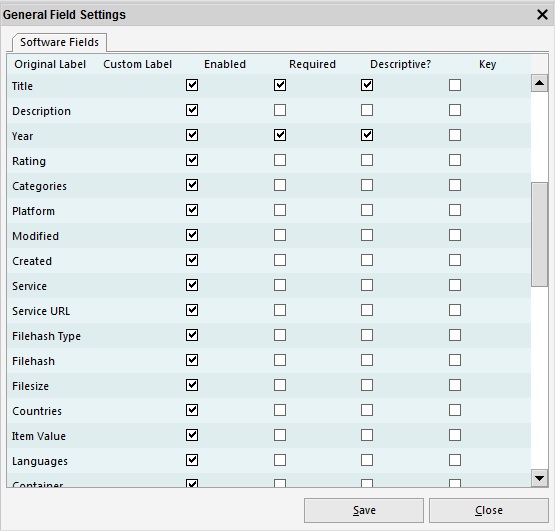 General Field Settings
Software Fields
Original Label Custom Label Enabled Required Descriptive? Key
Title
Description
Year
Rating
Categories
Platform
Modified
Created
Service
Service URL
Filehash Type
Filehash
Filesize
Countries
Item Value
Languages
Container
Save Close